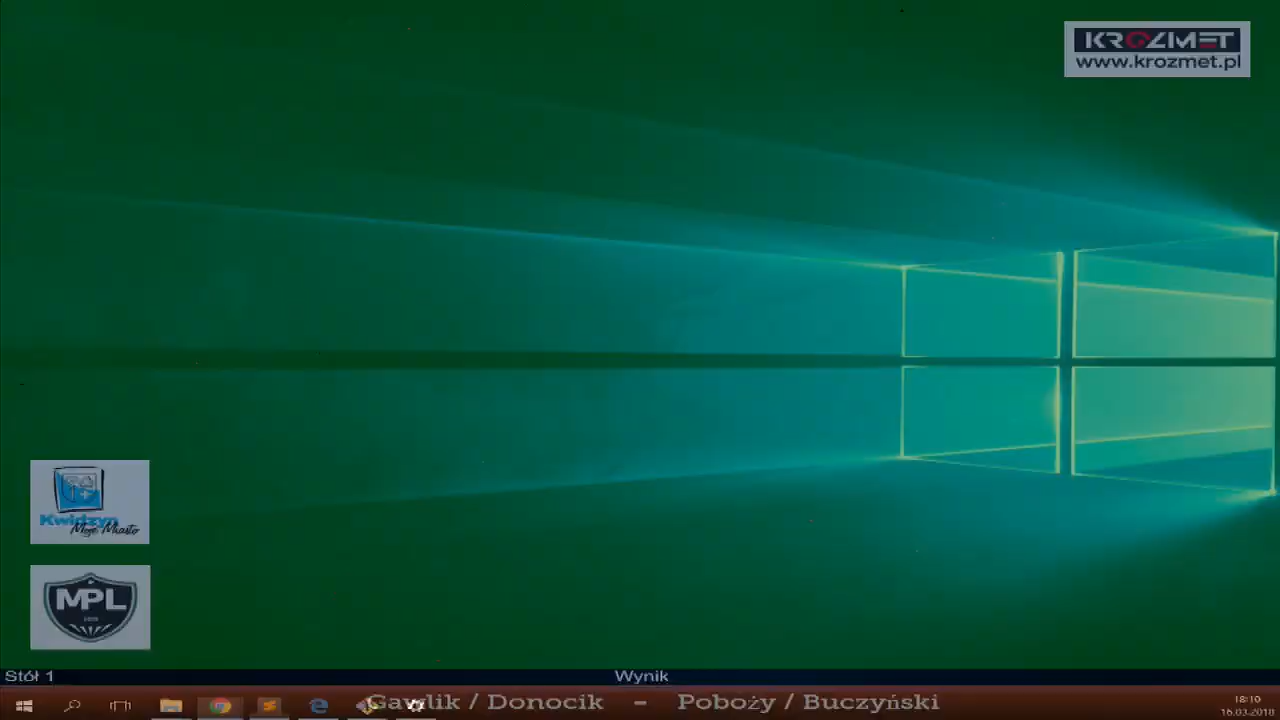 KROZMET
www.krozmet.pl
Kwidzyn
Moje Miasto
MPL
Stół 1
Wynik
Gawlik / Donocik - Poboży / Buczyński
18:10
16.03.2018